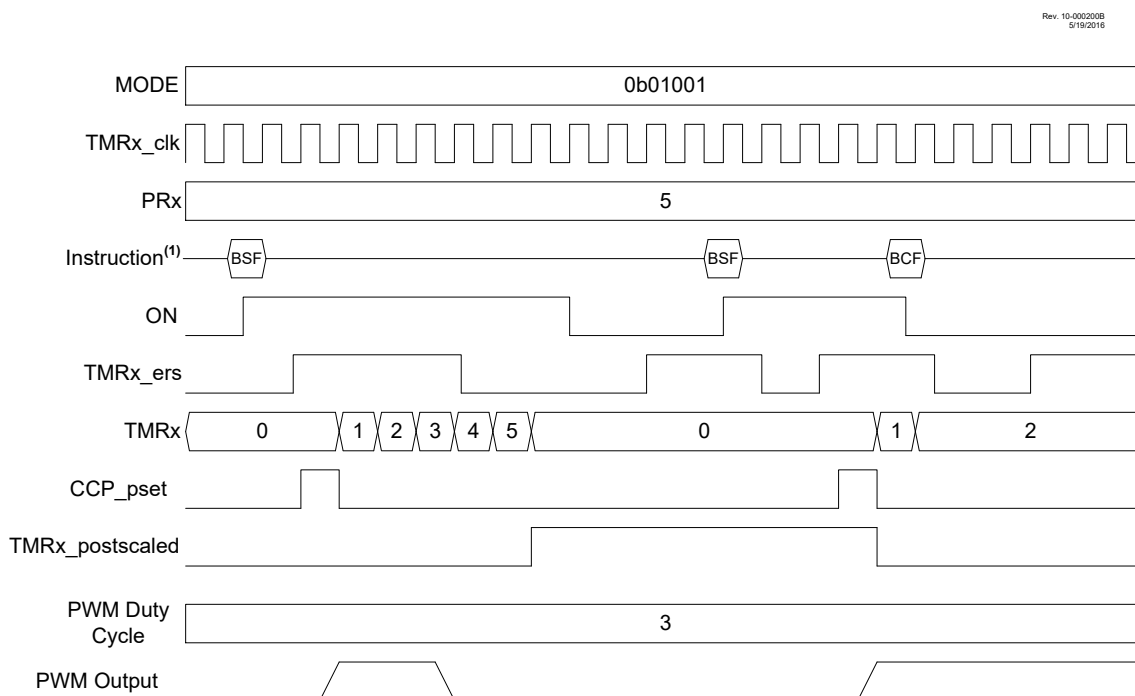 Rev. 10-000200B
5/19/2016
MODE 0b01001
TMRx_clk
PRx 5
Instruction(1) BSF BSF BCF
ON
TMRx_ers
TMRx 0 1 2 3 4 5 0 1 2
CCP_pset
TMRx_postscaled
PWM Duty
Cycle 3
PWM Output